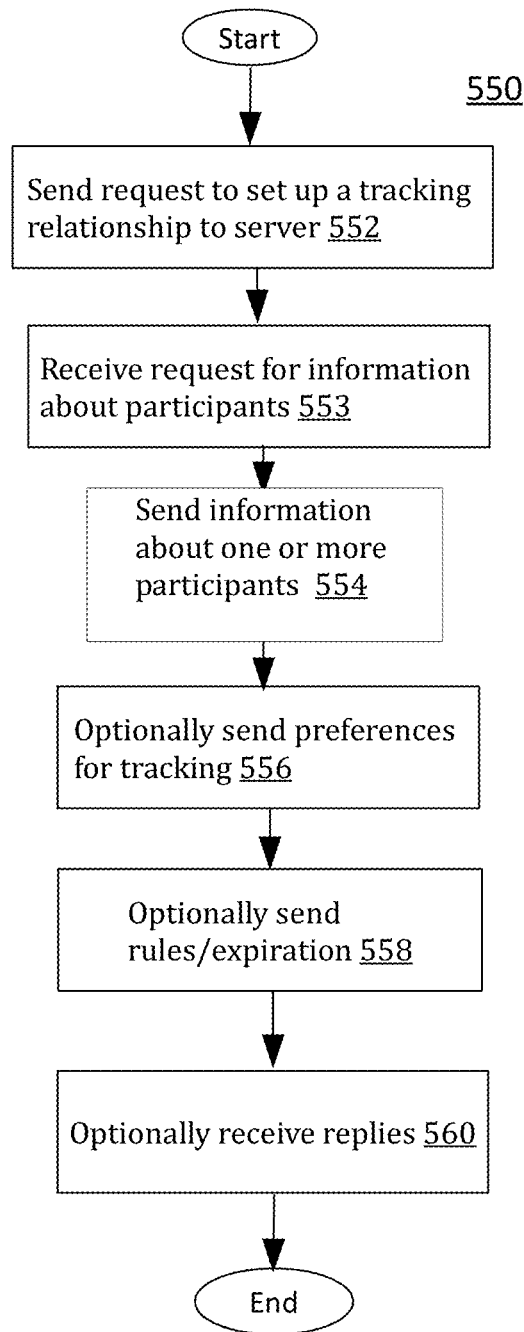 Start
550
Send request to set up a tracking
relationship to server 552
Receive request for information
about participants 553
Send information
about one or more
participants 554
Optionally send preferences
for tracking 556
Optionally send
rules/expiration 558
Optionally receive replies 560
End